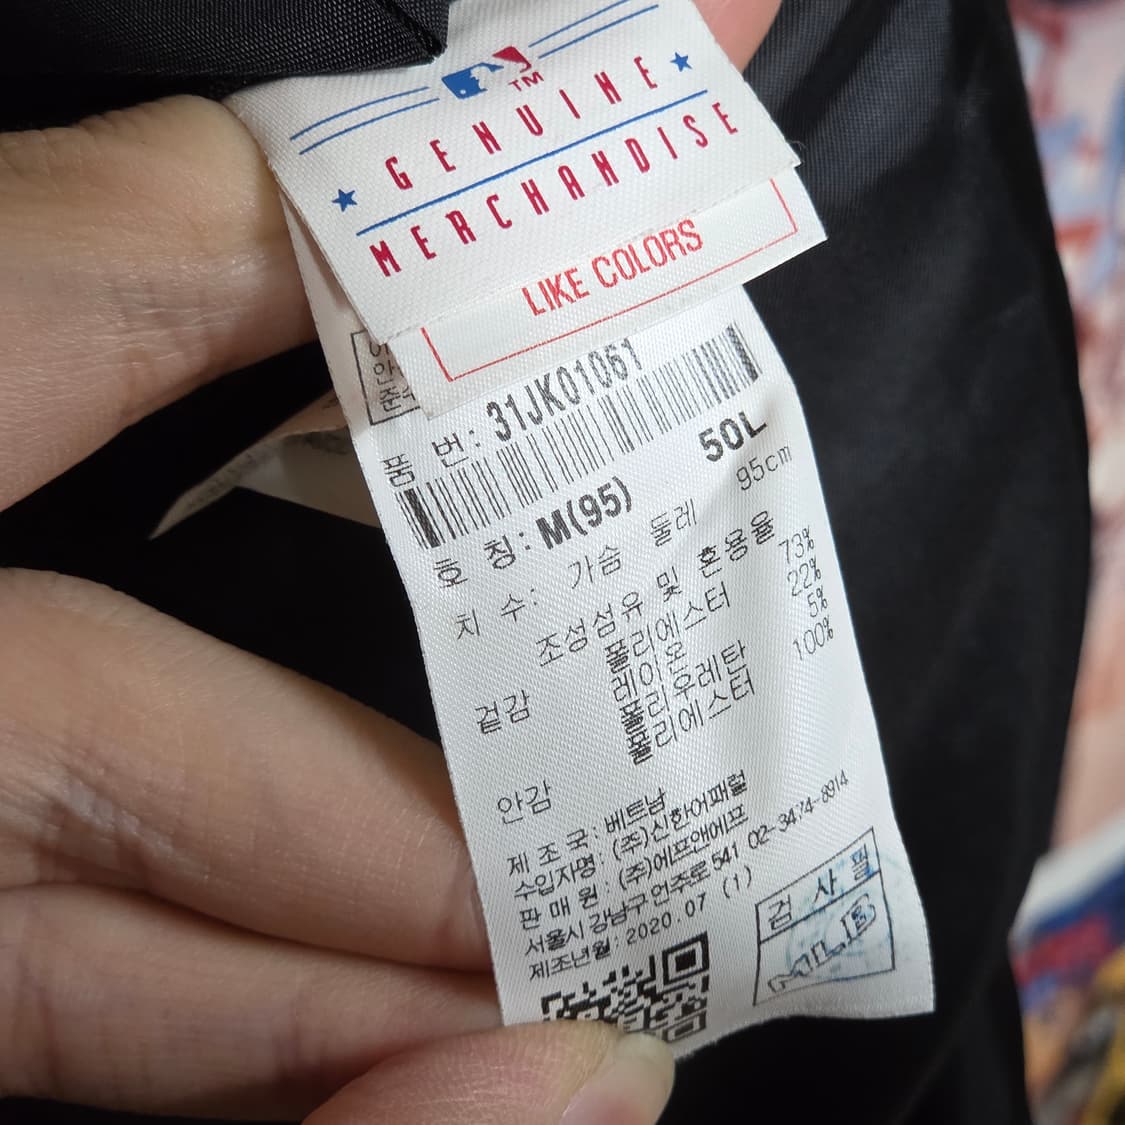 TM
GENUINE
MERCHANDISE
LIKE COLORS
품 번: 31JK01061
50L
호 칭: M(95)
치 수: 가슴 둘레 95cm
조성섬유 및 혼용율
겉감 폴리에스터 73%
레이온 22%
폴리우레탄 5%
안감 폴리에스터 100%
제 조 국: 베트남
수입자명: (주)신한어패럴
판 매 원: (주)에프앤에프
서울시 강남구 언주로 541 02-3474-8914
제조년월: 2020.07 (1)
검 사 필
MLB